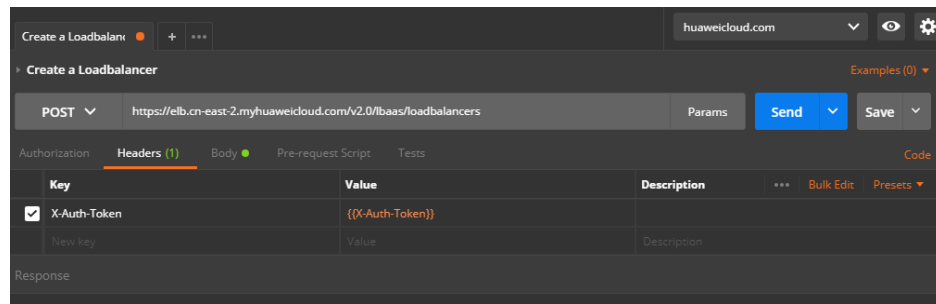 huaweicloud.com
Create a Loadbalan + •••
Create a Loadbalancer Examples (0)
POST https://elb.cn-east-2.myhuaweicloud.com/v2.0/lbaas/loadbalancers Params Send Save
Authorization Headers (1) Body Pre-request Script Tests Code
Key Value Description ••• Bulk Edit Presets
X-Auth-Token {{X-Auth-Token}}
New key Value Description
Response